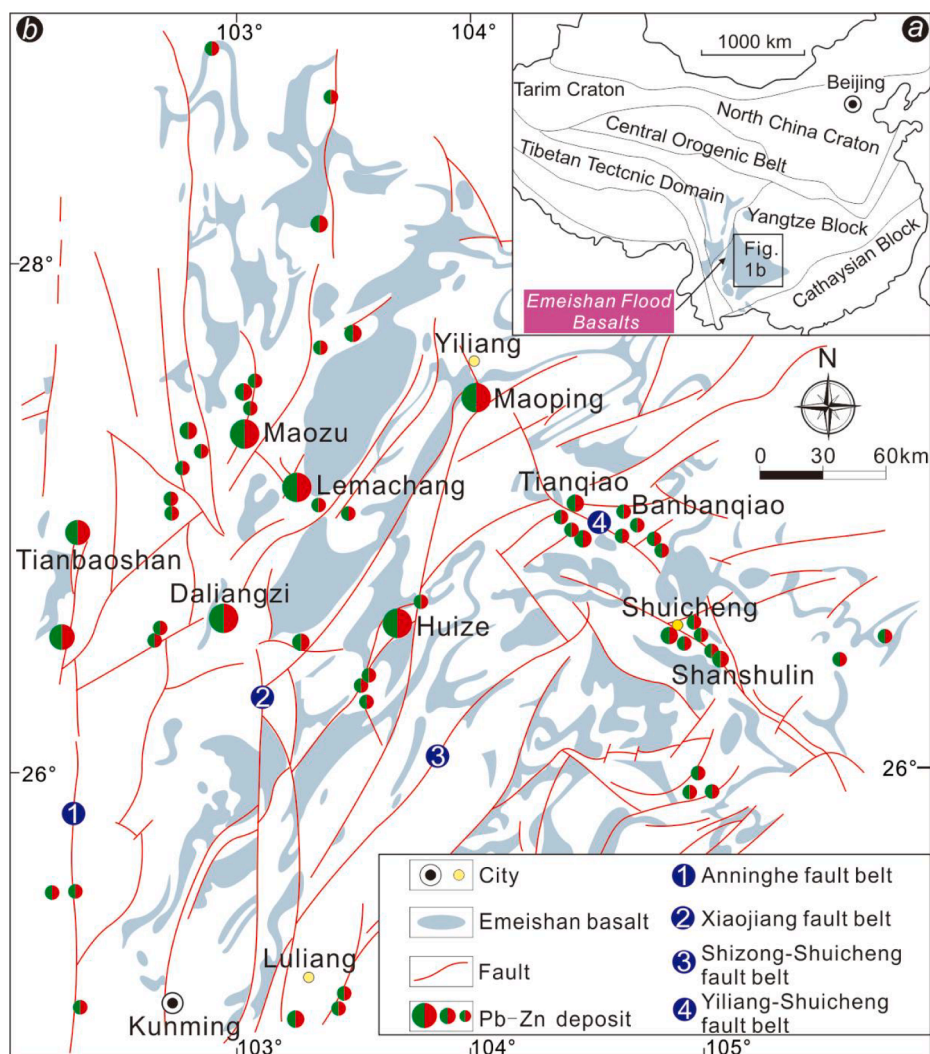 b
103°
104°
a
1000 km
Beijing
Tarim Craton
North China Craton
Central Orogenic Belt
Tibetan Tectcnic Domain
Yangtze Block
Cathaysian Block
Fig.
1b
Emeishan Flood
Basalts
28°
Yiliang
Maoping
N
0 30 60km
Maozu
Lemachang
Tianqiao
Banbanqiao
4
Tianbaoshan
Daliangzi
Huize
Shuicheng
Shanshulin
2
3
26°
26°
1
Luliang
Kunming
City
Emeishan basalt
Fault
Pb-Zn deposit
1 Anninghe fault belt
2 Xiaojiang fault belt
3 Shizong-Shuicheng
fault belt
4 Yiliang-Shuicheng
fault belt
103°
104°
105°